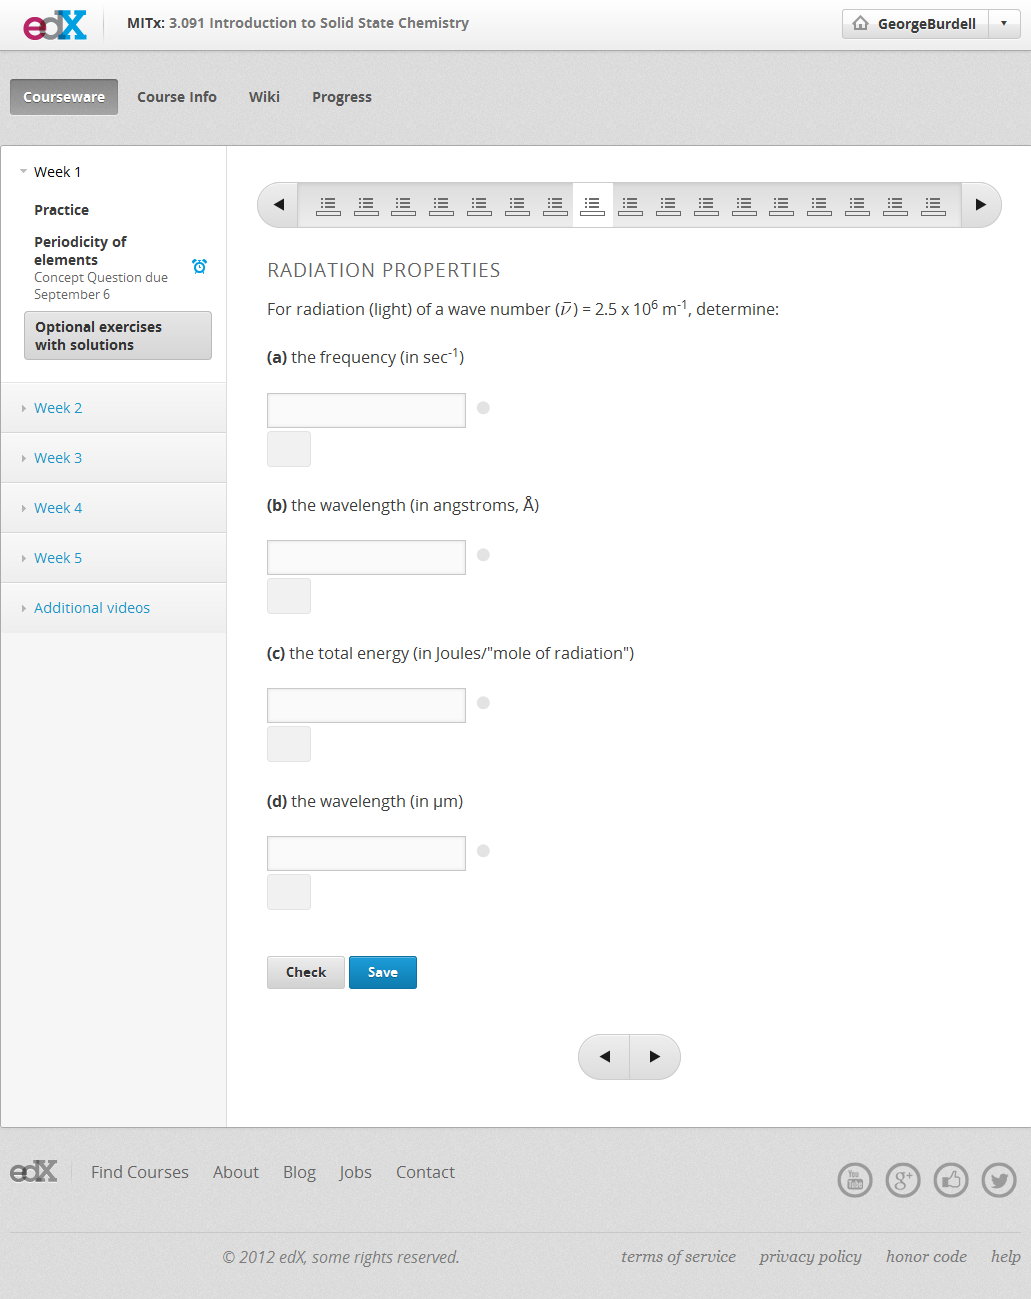 edX MITx: 3.091 Introduction to Solid State Chemistry GeorgeBurdell
Courseware Course Info Wiki Progress
Week 1
Practice
Periodicity of
elements
Concept Question due
September 6
Optional exercises
with solutions
Week 2
Week 3
Week 4
Week 5
Additional videos
RADIATION PROPERTIES
For radiation (light) of a wave number (ν̄) = 2.5 x 10⁶ m⁻¹, determine:
(a) the frequency (in sec⁻¹)
(b) the wavelength (in angstroms, Å)
(c) the total energy (in Joules/"mole of radiation")
(d) the wavelength (in μm)
Check Save
edX Find Courses About Blog Jobs Contact
You Tube g+
© 2012 edX, some rights reserved. terms of service privacy policy honor code help